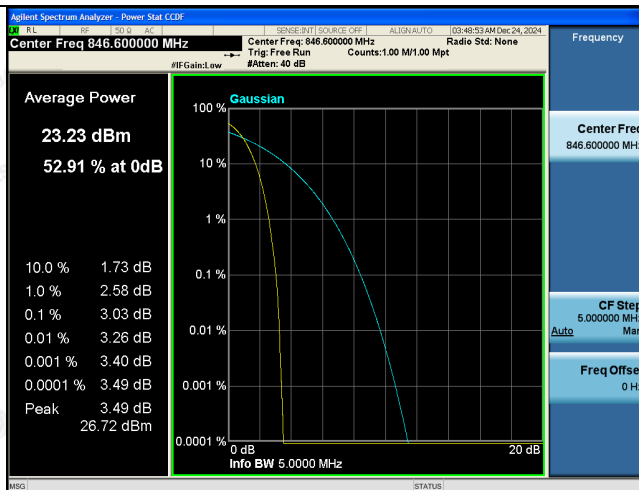 Agilent Spectrum Analyzer - Power Stat CCDF
LXI RL RF 50 Ω AC SENSE:INT SOURCE OFF ALIGN AUTO 03:48:53 AM Dec 24, 2024
Center Freq 846.600000 MHz
Center Freq: 846.600000 MHz Radio Std: None
Trig: Free Run Counts:1.00 M/1.00 Mpt
#IFGain:Low #Atten: 40 dB
Average Power
23.23 dBm
52.91 % at 0dB
10.0 % 1.73 dB
1.0 % 2.58 dB
0.1 % 3.03 dB
0.01 % 3.26 dB
0.001 % 3.40 dB
0.0001 % 3.49 dB
Peak 3.49 dB
26.72 dBm
Gaussian
100 %
10 %
1 %
0.1 %
0.01 %
0.001 %
0.0001 %
0 dB 20 dB
Info BW 5.0000 MHz
Frequency
Center Freq
846.600000 MH
CF Step
5.000000 MH
Auto Mar
Freq Offse
0 H
MSG STATUS